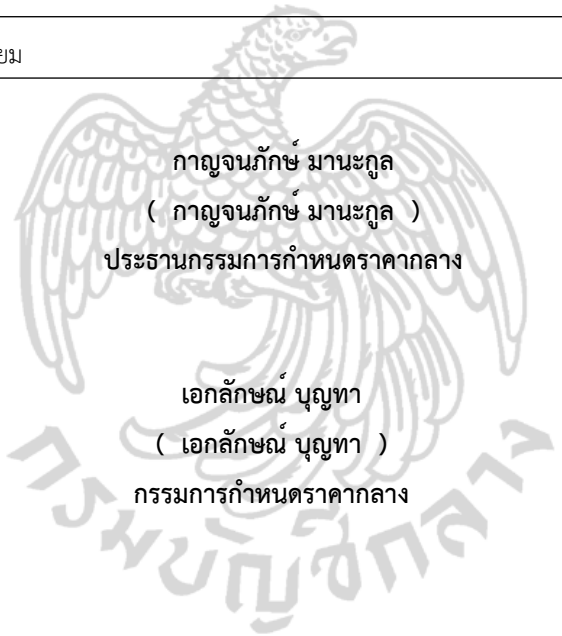 ยม
กาญจนภักษ์ มานะกูล
( กาญจนภักษ์ มานะกูล )
ประธานกรรมการกำหนดราคากลาง
เอกลักษณ์ บุญทา
( เอกลักษณ์ บุญทา )
กรรมการกำหนดราคากลาง
กรมบัญชีกลาง